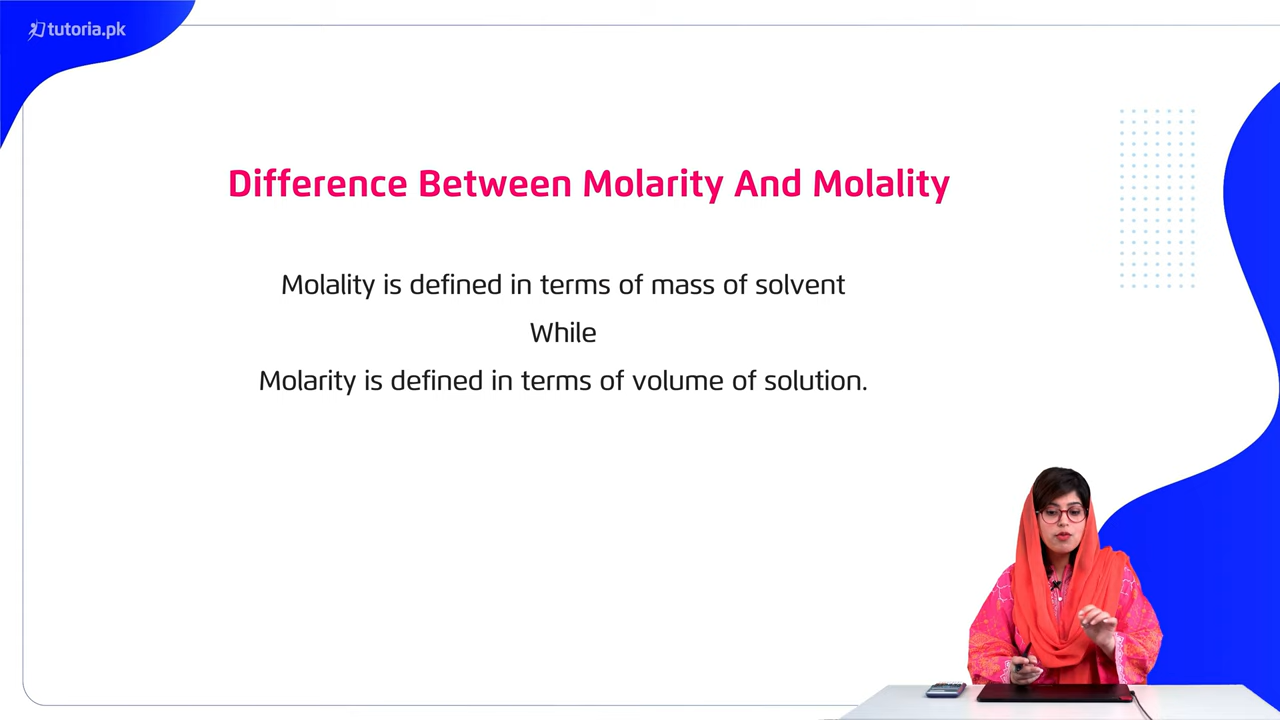 tutoria.pk
Difference Between Molarity And Molality
Molality is defined in terms of mass of solvent
While
Molarity is defined in terms of volume of solution.